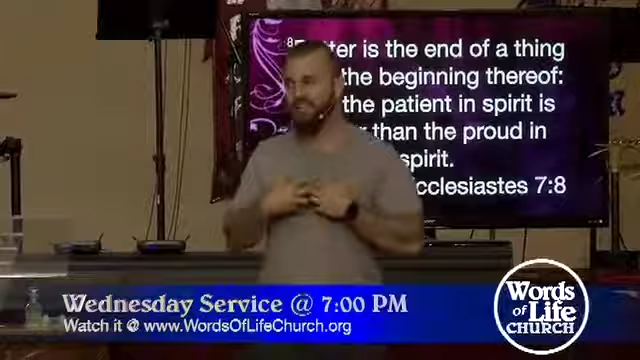 8
ter is the end of a thing
the beginning thereof:
the patient in spirit is
than the proud in
spirit.
cclesiastes 7:8
Wednesday Service @ 7:00 PM
Watch it @ www.WordsOfLifeChurch.org
Words
of
Life
CHURCH